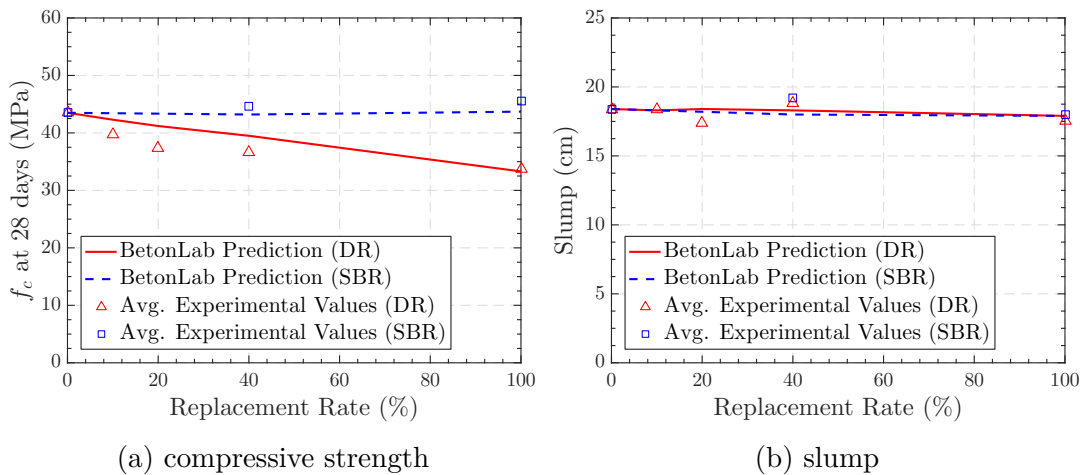 60
50
40
30
20
10
0
0 20 40 60 80 100
f_c at 28 days (MPa)
Replacement Rate (%)
BetonLab Prediction (DR)
BetonLab Prediction (SBR)
Avg. Experimental Values (DR)
Avg. Experimental Values (SBR)
(a) compressive strength
25
20
15
10
5
0
0 20 40 60 80 100
Slump (cm)
Replacement Rate (%)
BetonLab Prediction (DR)
BetonLab Prediction (SBR)
Avg. Experimental Values (DR)
Avg. Experimental Values (SBR)
(b) slump